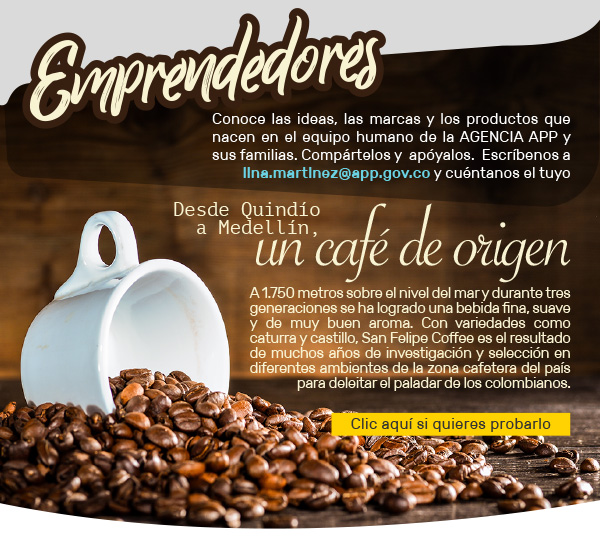 Emprendedores
Conoce las ideas, las marcas y los productos que
nacen en el equipo humano de la AGENCIA APP y
sus familias. Compártelos y apóyalos. Escríbenos a
lina.martinez@app.gov.co y cuéntanos el tuyo
Desde Quindío
a Medellín,
un café de origen
A 1.750 metros sobre el nivel del mar y durante tres
generaciones se ha logrado una bebida fina, suave
y de muy buen aroma. Con variedades como
caturra y castillo, San Felipe Coffee es el resultado
de muchos años de investigación y selección en
diferentes ambientes de la zona cafetera del país
para deleitar el paladar de los colombianos.
Clic aquí si quieres probarlo